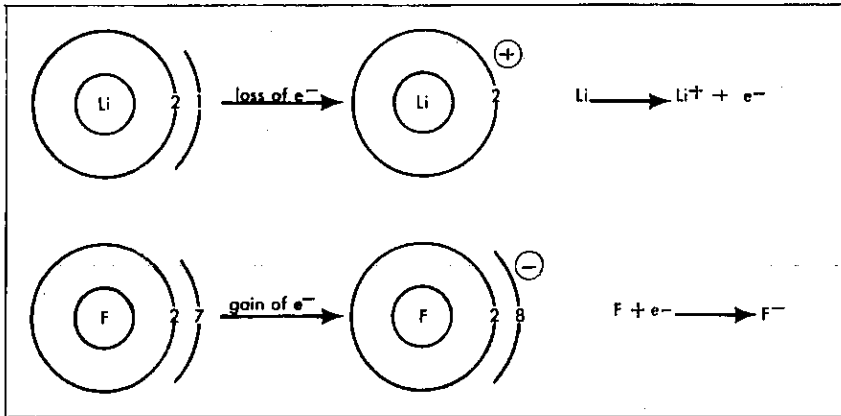 Li 2 1 loss of e⁻ Li 2 + Li → Li+ + e−
F 2 7 gain of e⁻ F 2 8 − F + e− → F−